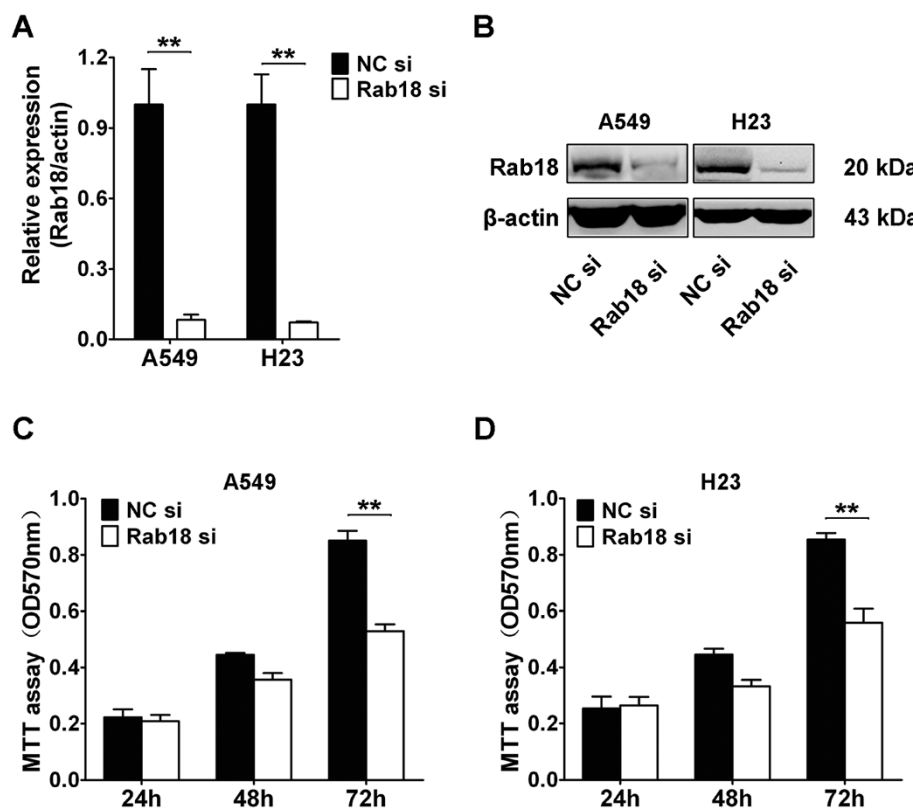 A
Relative expression
(Rab18/actin)
1.2
0.9
0.6
0.3
0.0
**
**
NC si
Rab18 si
A549
H23
B
A549
H23
Rab18
20 kDa
β-actin
43 kDa
NC si
Rab18 si
NC si
Rab18 si
C
A549
MTT assay（OD570nm）
1.0
0.8
0.6
0.4
0.2
0.0
NC si
Rab18 si
**
24h
48h
72h
D
H23
MTT assay（OD570nm）
1.0
0.8
0.6
0.4
0.2
0.0
NC si
Rab18 si
**
24h
48h
72h